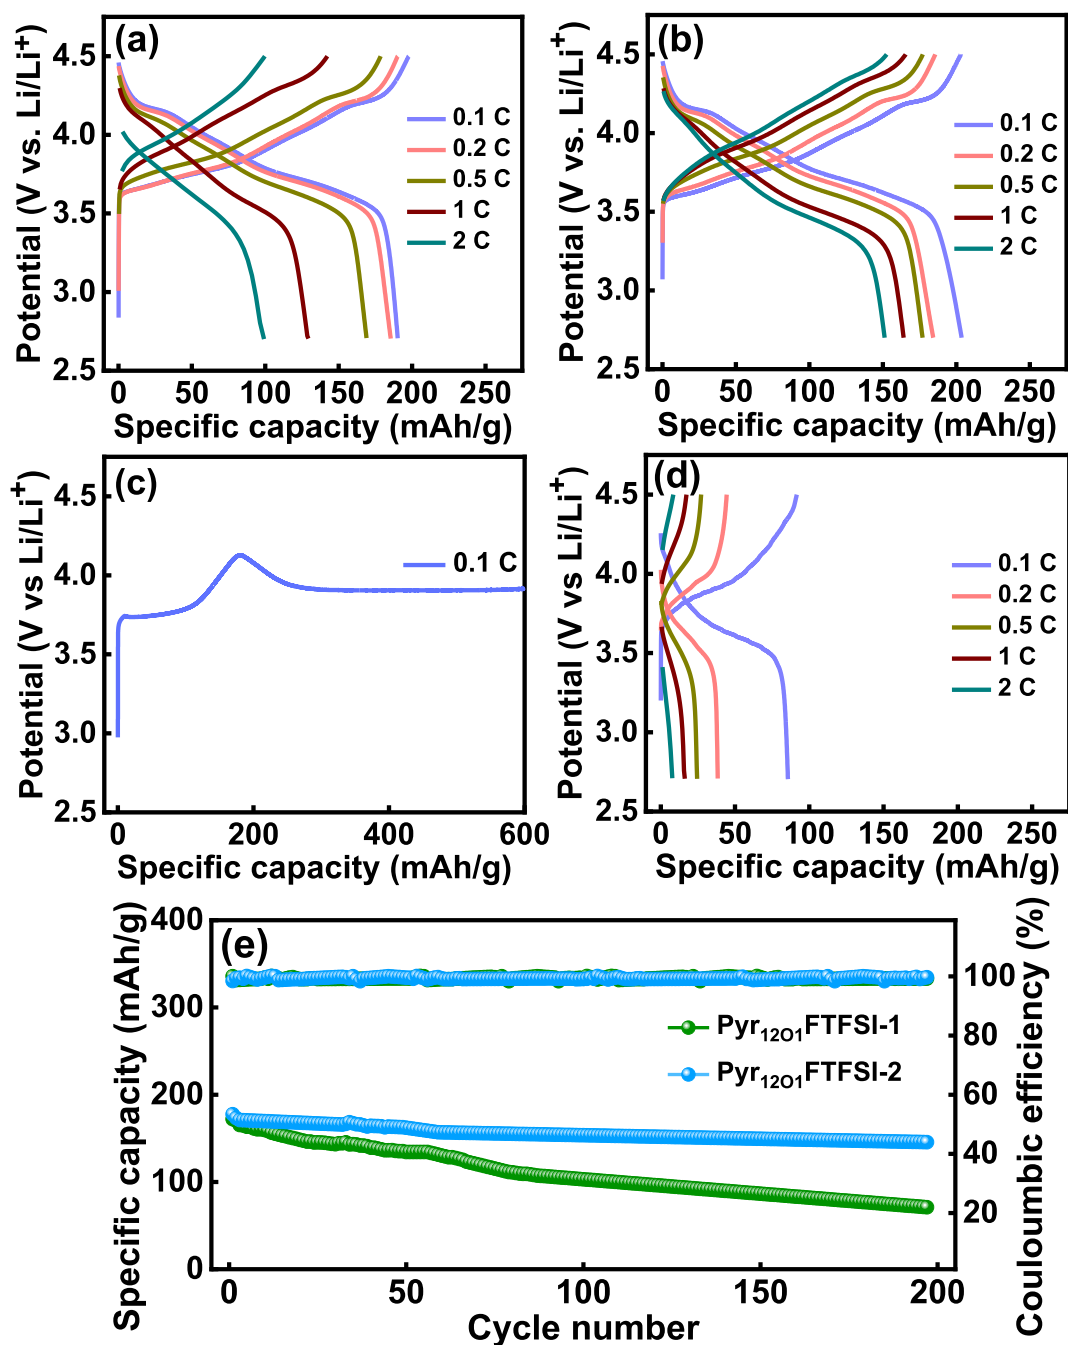 (a)
Potential (V vs. Li/Li⁺)
4.5
4.0
3.5
3.0
2.5
0.1 C
0.2 C
0.5 C
1 C
2 C
0 50 100 150 200 250
Specific capacity (mAh/g)
(b)
Potential (V vs. Li/Li⁺)
4.5
4.0
3.5
3.0
2.5
0.1 C
0.2 C
0.5 C
1 C
2 C
0 50 100 150 200 250
Specific capacity (mAh/g)
(c)
Potential (V vs Li/Li⁺)
4.5
4.0
3.5
3.0
2.5
0.1 C
0 200 400 600
Specific capacity (mAh/g)
(d)
Potential (V vs Li/Li⁺)
4.5
4.0
3.5
3.0
2.5
0.1 C
0.2 C
0.5 C
1 C
2 C
0 50 100 150 200 250
Specific capacity (mAh/g)
(e)
Specific capacity (mAh/g)
400
300
200
100
0
Pyr₁₂₀₁FTFSI-1
Pyr₁₂₀₁FTFSI-2
100
80
60
40
20
Couloumbic efficiency (%)
0 50 100 150 200
Cycle number